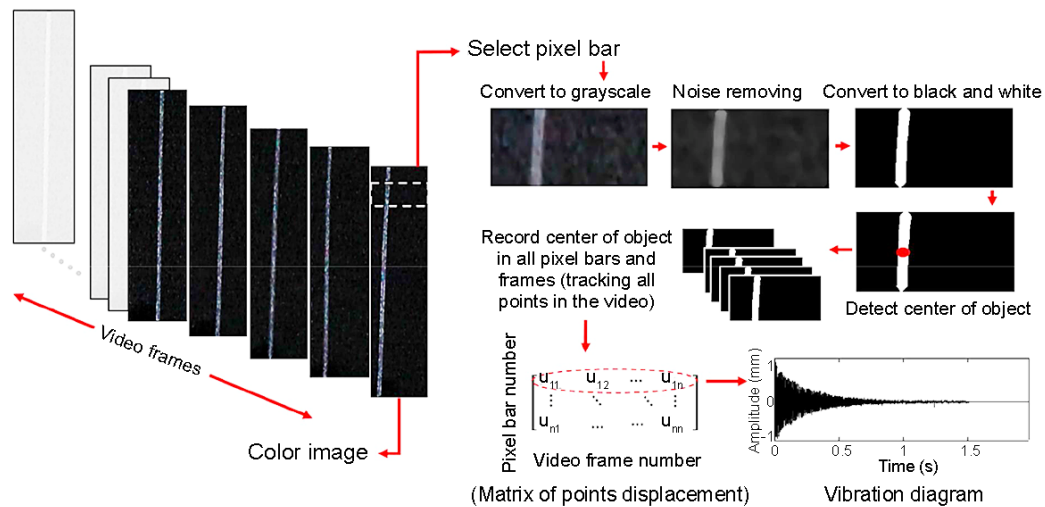 Select pixel bar
Convert to grayscale
Noise removing
Convert to black and white
Record center of object
in all pixel bars and
frames (tracking all
points in the video)
Detect center of object
Video frames
Color image
Pixel bar number
u11 u12 ... u1n
⋮ ⋱ ⋱ ⋮
un1 ... ... unn
Video frame number
(Matrix of points displacement)
Amplitude (mm)
1
0
−1
0 0.5 1 1.5
Time (s)
Vibration diagram